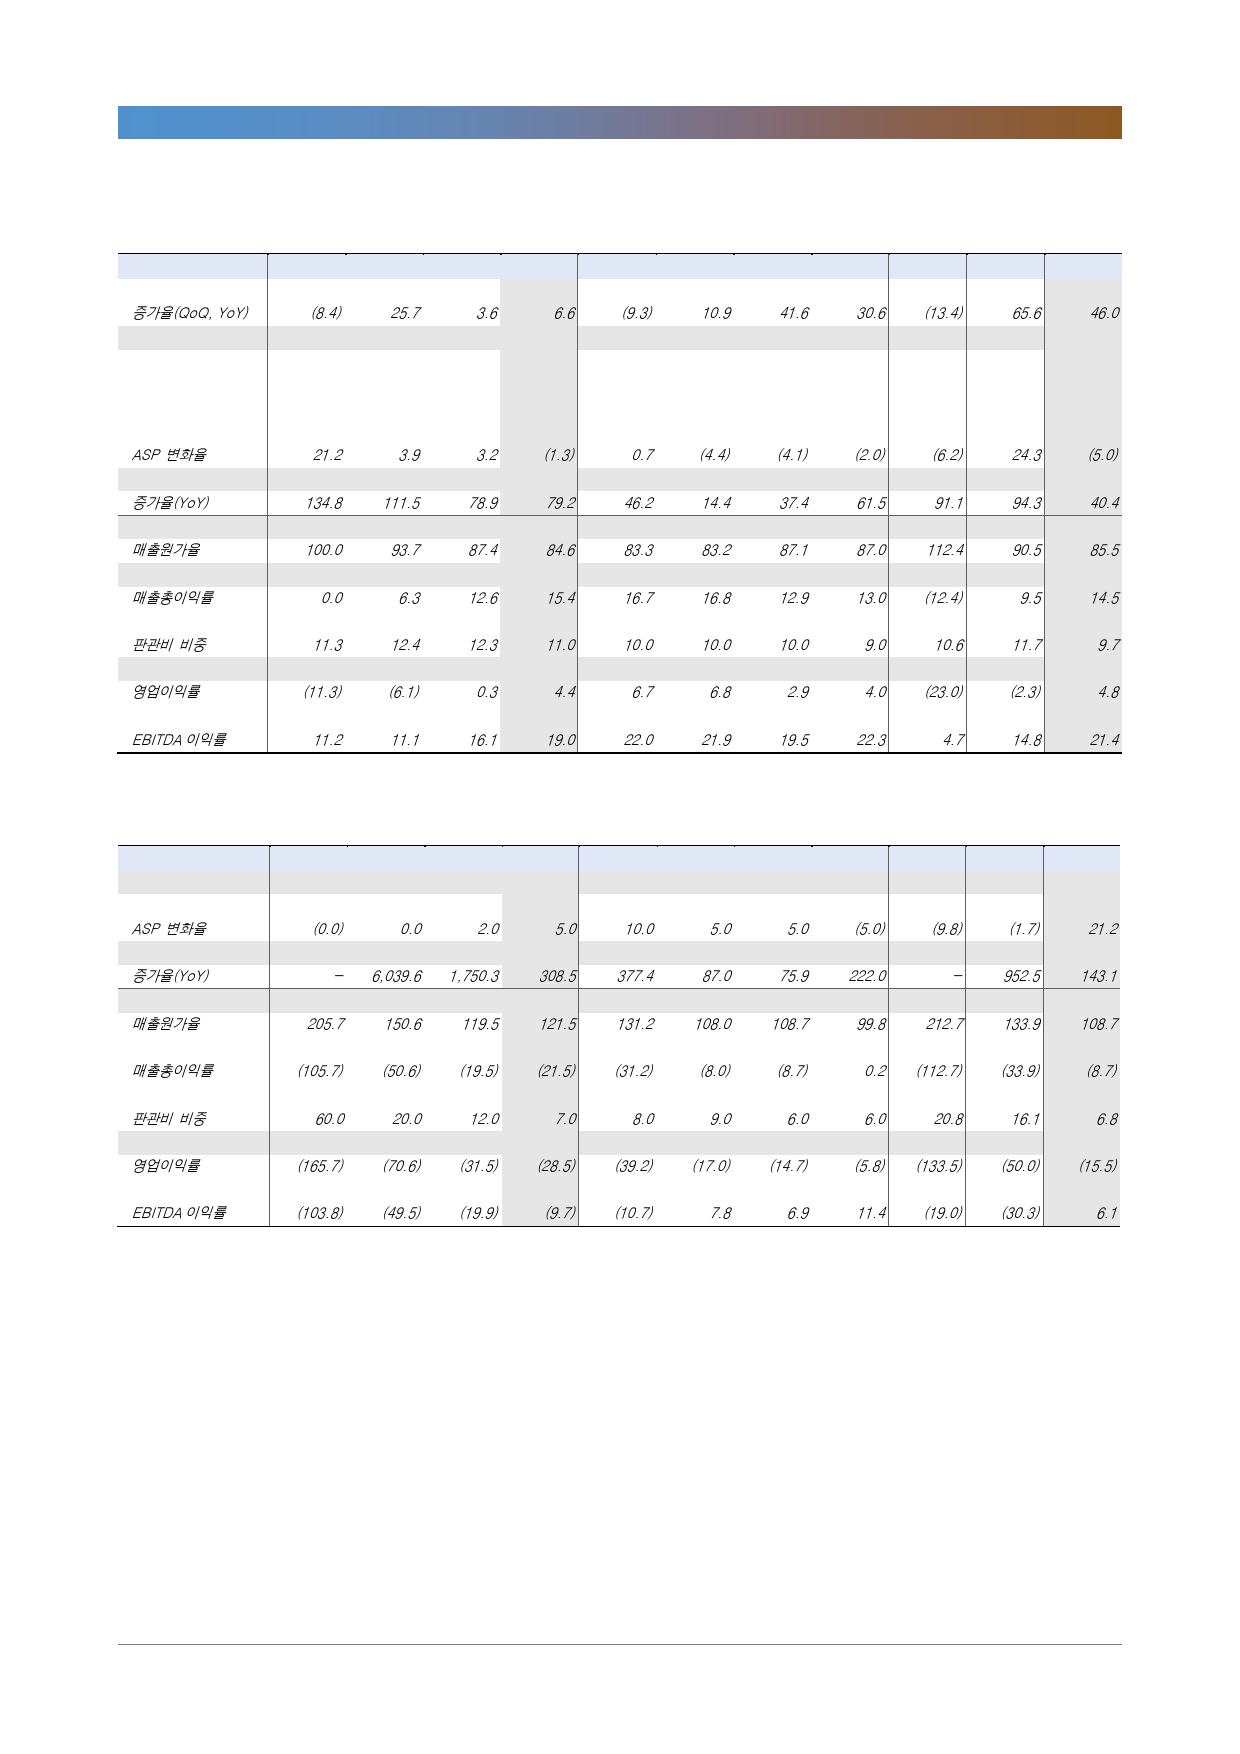 증가율(QoQ, YoY) (8.4) 25.7 3.6 6.6 (9.3) 10.9 41.6 30.6 (13.4) 65.6 46.0
ASP 변화율 21.2 3.9 3.2 (1.3) 0.7 (4.4) (4.1) (2.0) (6.2) 24.3 (5.0)
증가율(YoY) 134.8 111.5 78.9 79.2 46.2 14.4 37.4 61.5 91.1 94.3 40.4
매출원가율 100.0 93.7 87.4 84.6 83.3 83.2 87.1 87.0 112.4 90.5 85.5
매출총이익률 0.0 6.3 12.6 15.4 16.7 16.8 12.9 13.0 (12.4) 9.5 14.5
판관비 비중 11.3 12.4 12.3 11.0 10.0 10.0 10.0 9.0 10.6 11.7 9.7
영업이익률 (11.3) (6.1) 0.3 4.4 6.7 6.8 2.9 4.0 (23.0) (2.3) 4.8
EBITDA 이익률 11.2 11.1 16.1 19.0 22.0 21.9 19.5 22.3 4.7 14.8 21.4
ASP 변화율 (0.0) 0.0 2.0 5.0 10.0 5.0 5.0 (5.0) (9.8) (1.7) 21.2
증가율(YoY) – 6,039.6 1,750.3 308.5 377.4 87.0 75.9 222.0 – 952.5 143.1
매출원가율 205.7 150.6 119.5 121.5 131.2 108.0 108.7 99.8 212.7 133.9 108.7
매출총이익률 (105.7) (50.6) (19.5) (21.5) (31.2) (8.0) (8.7) 0.2 (112.7) (33.9) (8.7)
판관비 비중 60.0 20.0 12.0 7.0 8.0 9.0 6.0 6.0 20.8 16.1 6.8
영업이익률 (165.7) (70.6) (31.5) (28.5) (39.2) (17.0) (14.7) (5.8) (133.5) (50.0) (15.5)
EBITDA 이익률 (103.8) (49.5) (19.9) (9.7) (10.7) 7.8 6.9 11.4 (19.0) (30.3) 6.1